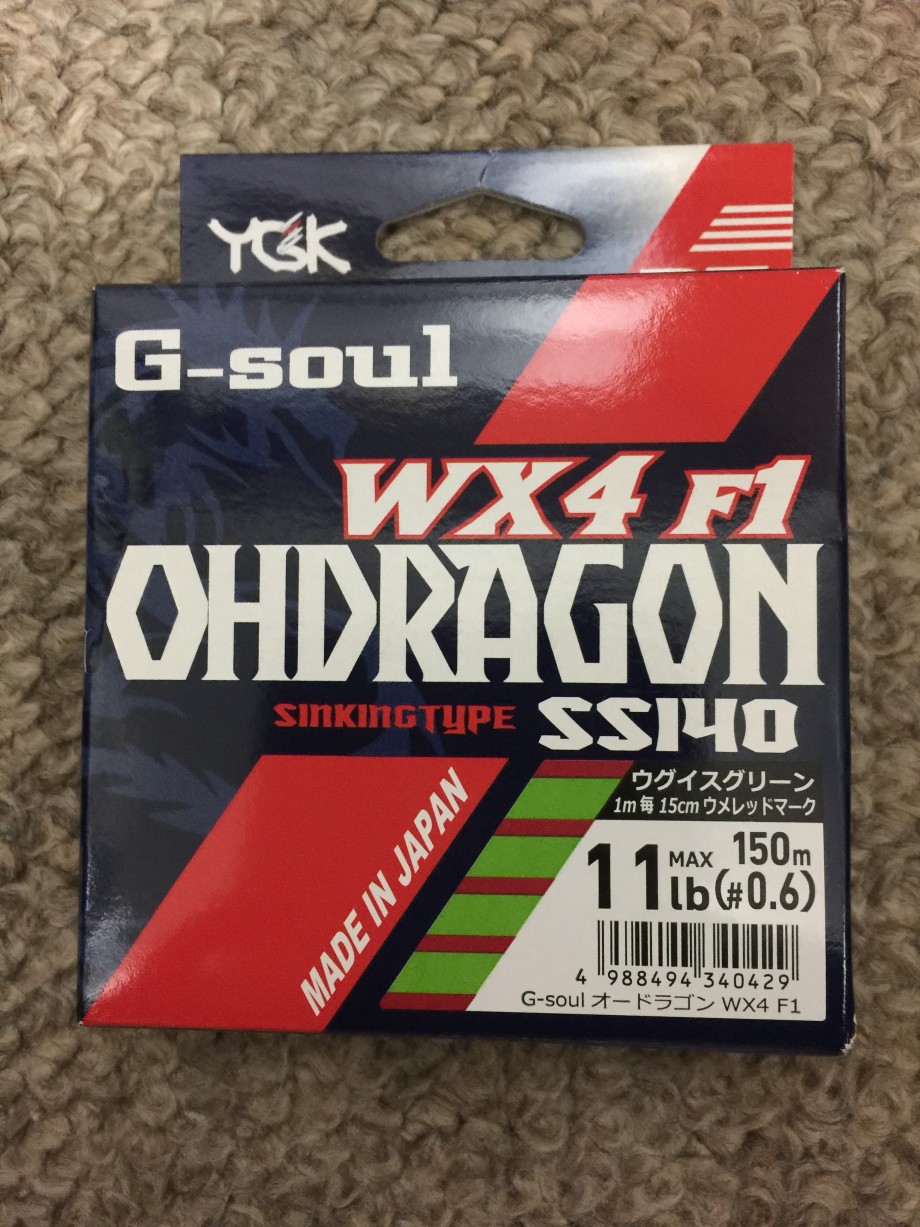 YGK
G-soul
WX4 F1
OHDRAGON
SINKINGTYPE SS140
MADE IN JAPAN
ウグイスグリーン
1m毎 15cm ウメレッドマーク
11lb MAX 150m (#0.6)
4 988494 340429
G-soul オードラゴン WX4 F1